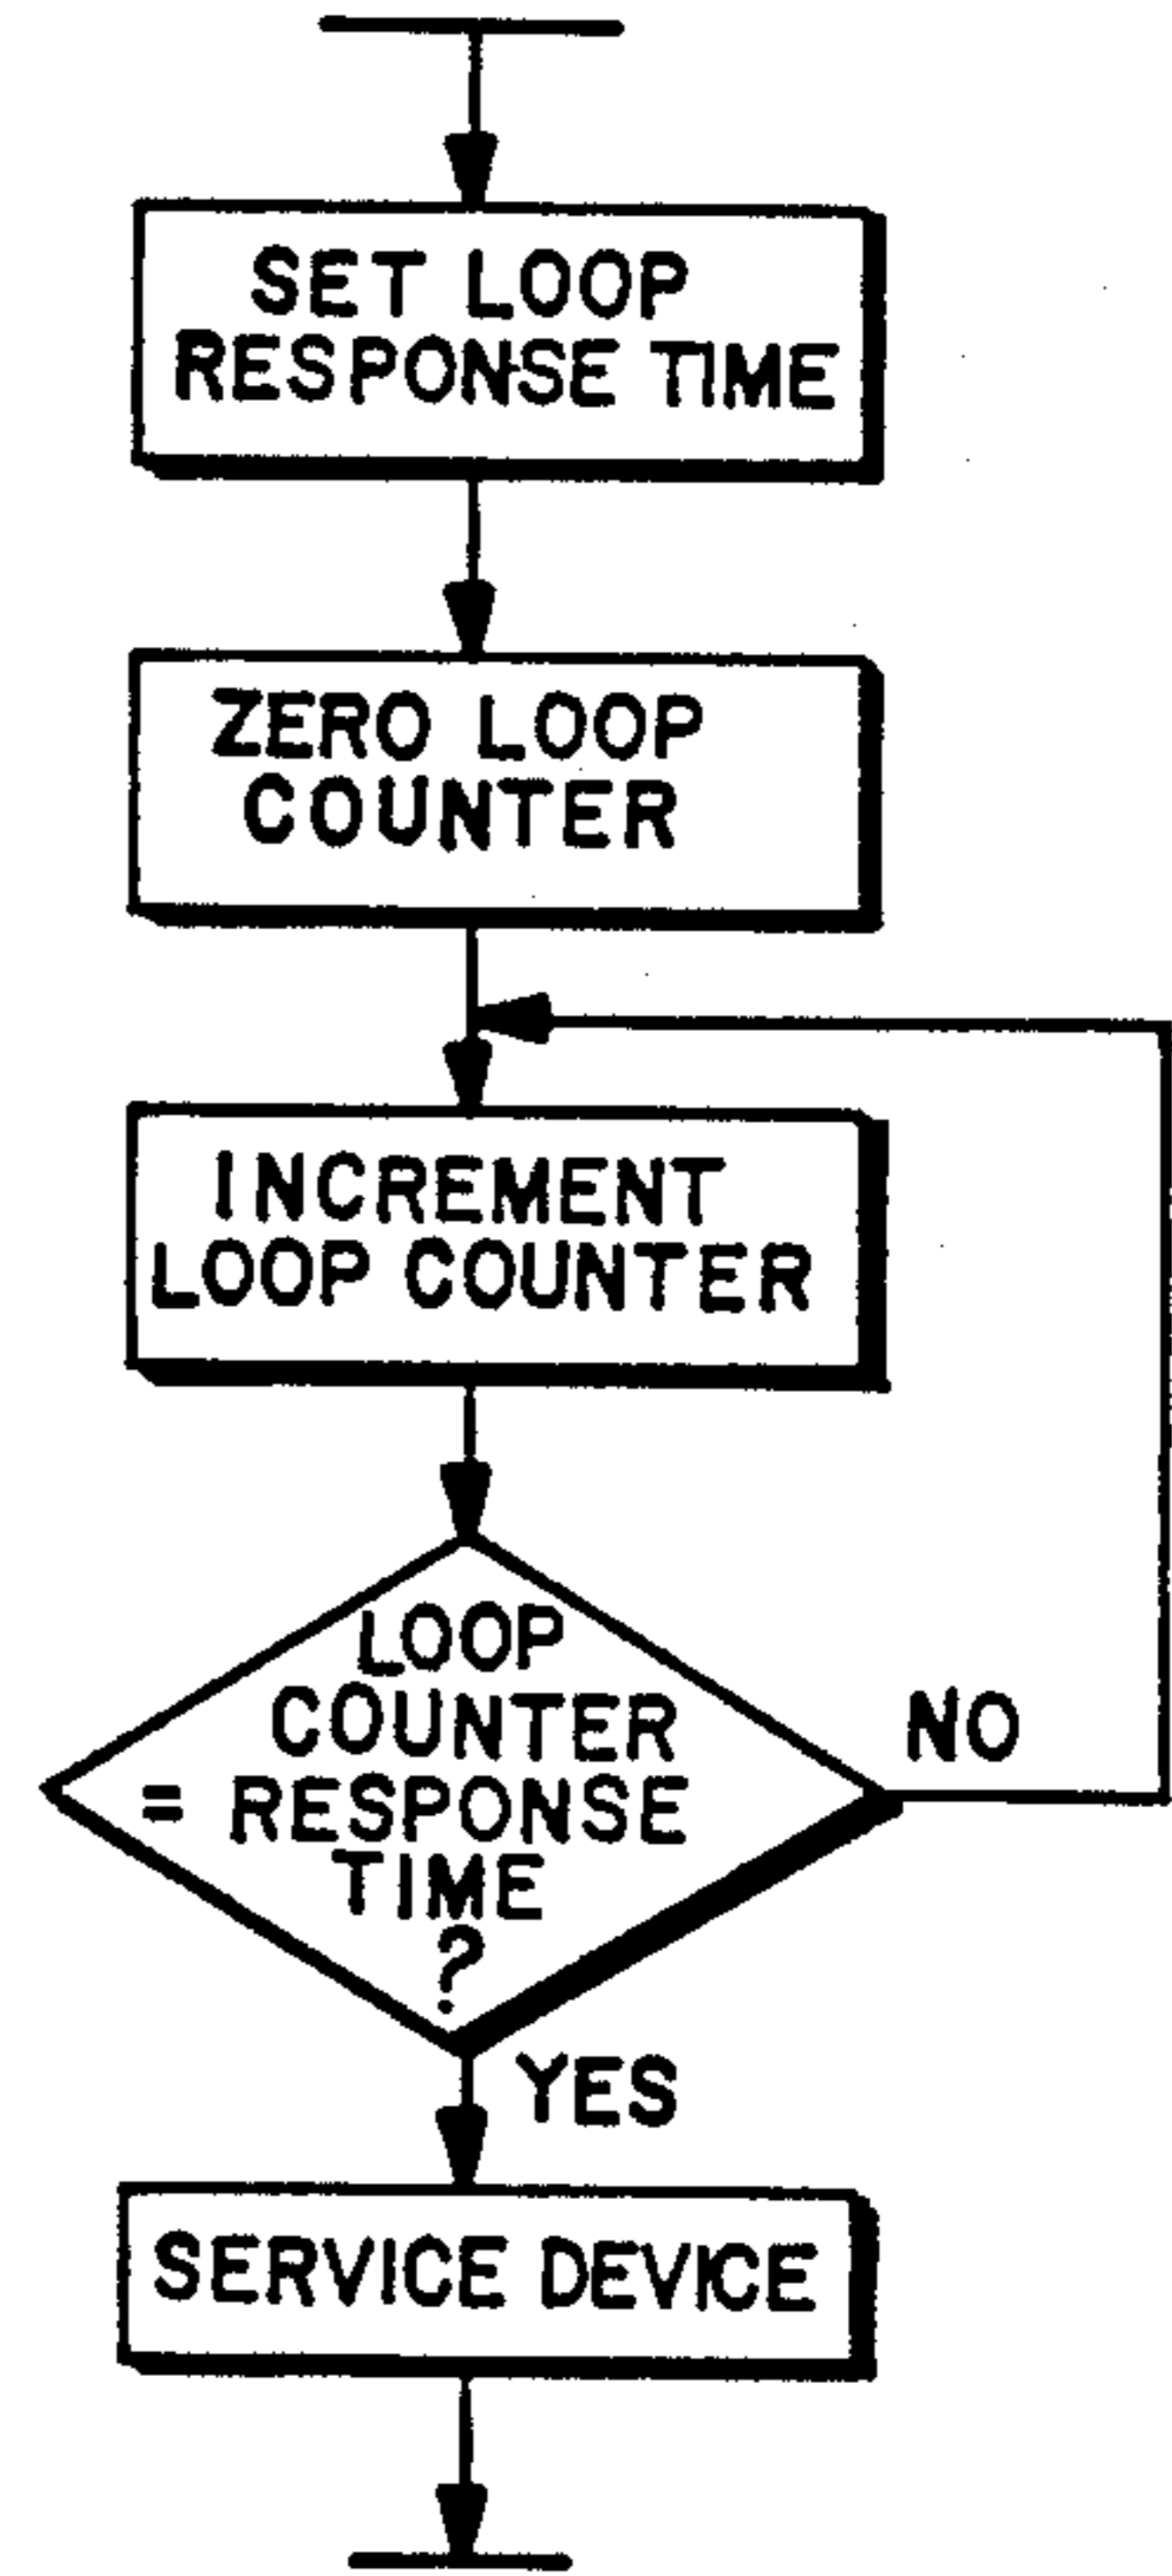 SET LOOP
RESPONSE TIME
ZERO LOOP
COUNTER
INCREMENT
LOOP COUNTER
LOOP
COUNTER
= RESPONSE
TIME
?
NO
YES
SERVICE DEVICE